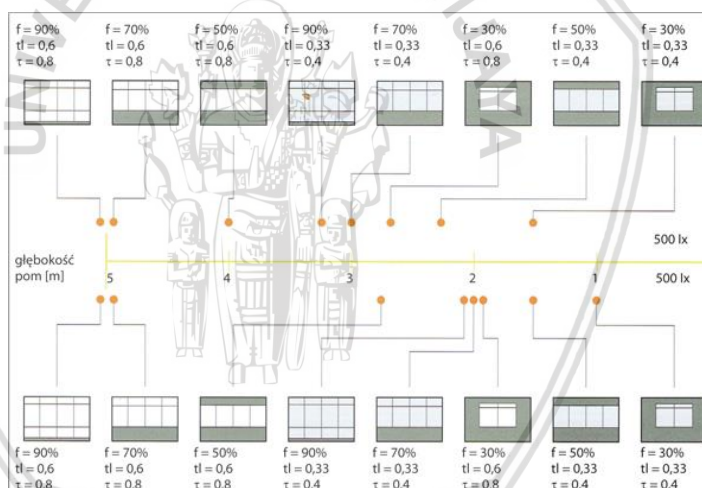 f = 90% f = 70% f = 50% f = 90% f = 70% f = 30% f = 50% f = 30%
tl = 0,6 tl = 0,6 tl = 0,6 tl = 0,33 tl = 0,33 tl = 0,6 tl = 0,33 tl = 0,33
τ = 0,8 τ = 0,8 τ = 0,8 τ = 0,4 τ = 0,4 τ = 0,8 τ = 0,4 τ = 0,4
500 lx
głębokość
pom [m] 5 4 3 2 1 500 lx
f = 90% f = 70% f = 50% f = 90% f = 70% f = 30% f = 50% f = 30%
tl = 0,6 tl = 0,6 tl = 0,6 tl = 0,33 tl = 0,33 tl = 0,6 tl = 0,33 tl = 0,33
τ = 0,8 τ = 0,8 τ = 0,8 τ = 0,4 τ = 0,4 τ = 0,8 τ = 0,4 τ = 0,4